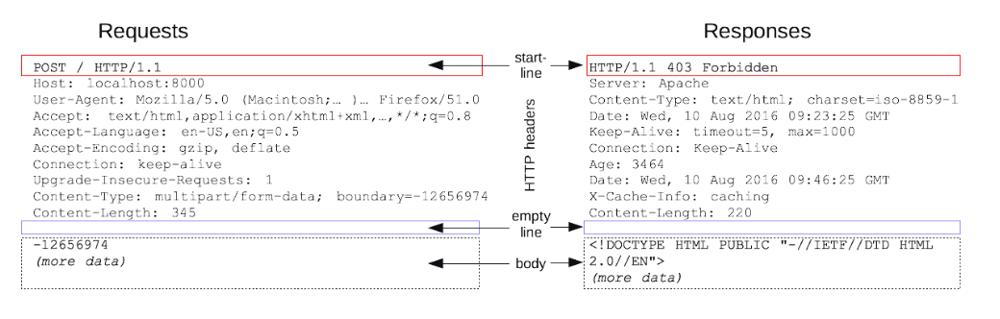 Requests
Responses
POST / HTTP/1.1
Host: localhost:8000
User-Agent: Mozilla/5.0 (Macintosh;… )… Firefox/51.0
Accept: text/html,application/xhtml+xml,…,*/*;q=0.8
Accept-Language: en-US,en;q=0.5
Accept-Encoding: gzip, deflate
Connection: keep-alive
Upgrade-Insecure-Requests: 1
Content-Type: multipart/form-data; boundary=-12656974
Content-Length: 345
-12656974
(more data)
start-
line
HTTP headers
empty
line
body
HTTP/1.1 403 Forbidden
Server: Apache
Content-Type: text/html; charset=iso-8859-1
Date: Wed, 10 Aug 2016 09:23:25 GMT
Keep-Alive: timeout=5, max=1000
Connection: Keep-Alive
Age: 3464
Date: Wed, 10 Aug 2016 09:46:25 GMT
X-Cache-Info: caching
Content-Length: 220
<!DOCTYPE HTML PUBLIC "-//IETF//DTD HTML
2.0//EN">
(more data)